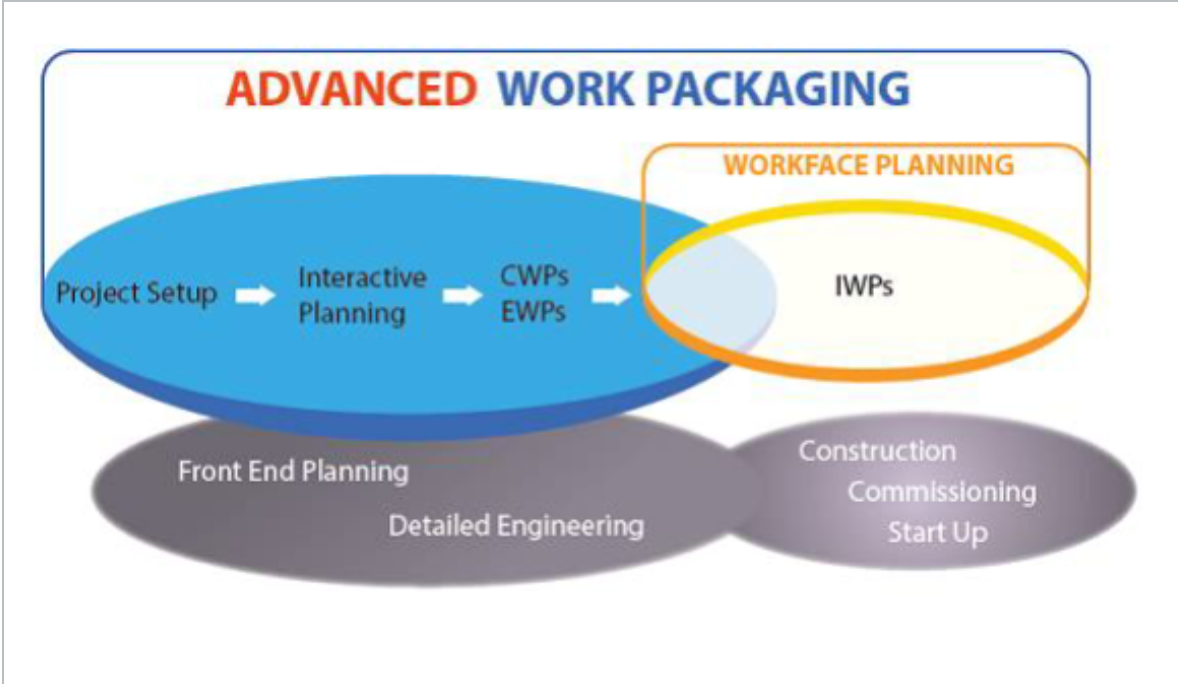 ADVANCED WORK PACKAGING
WORKFACE PLANNING
Project Setup
Interactive
Planning
CWPs
EWPs
IWPs
Front End Planning
Detailed Engineering
Construction
Commissioning
Start Up